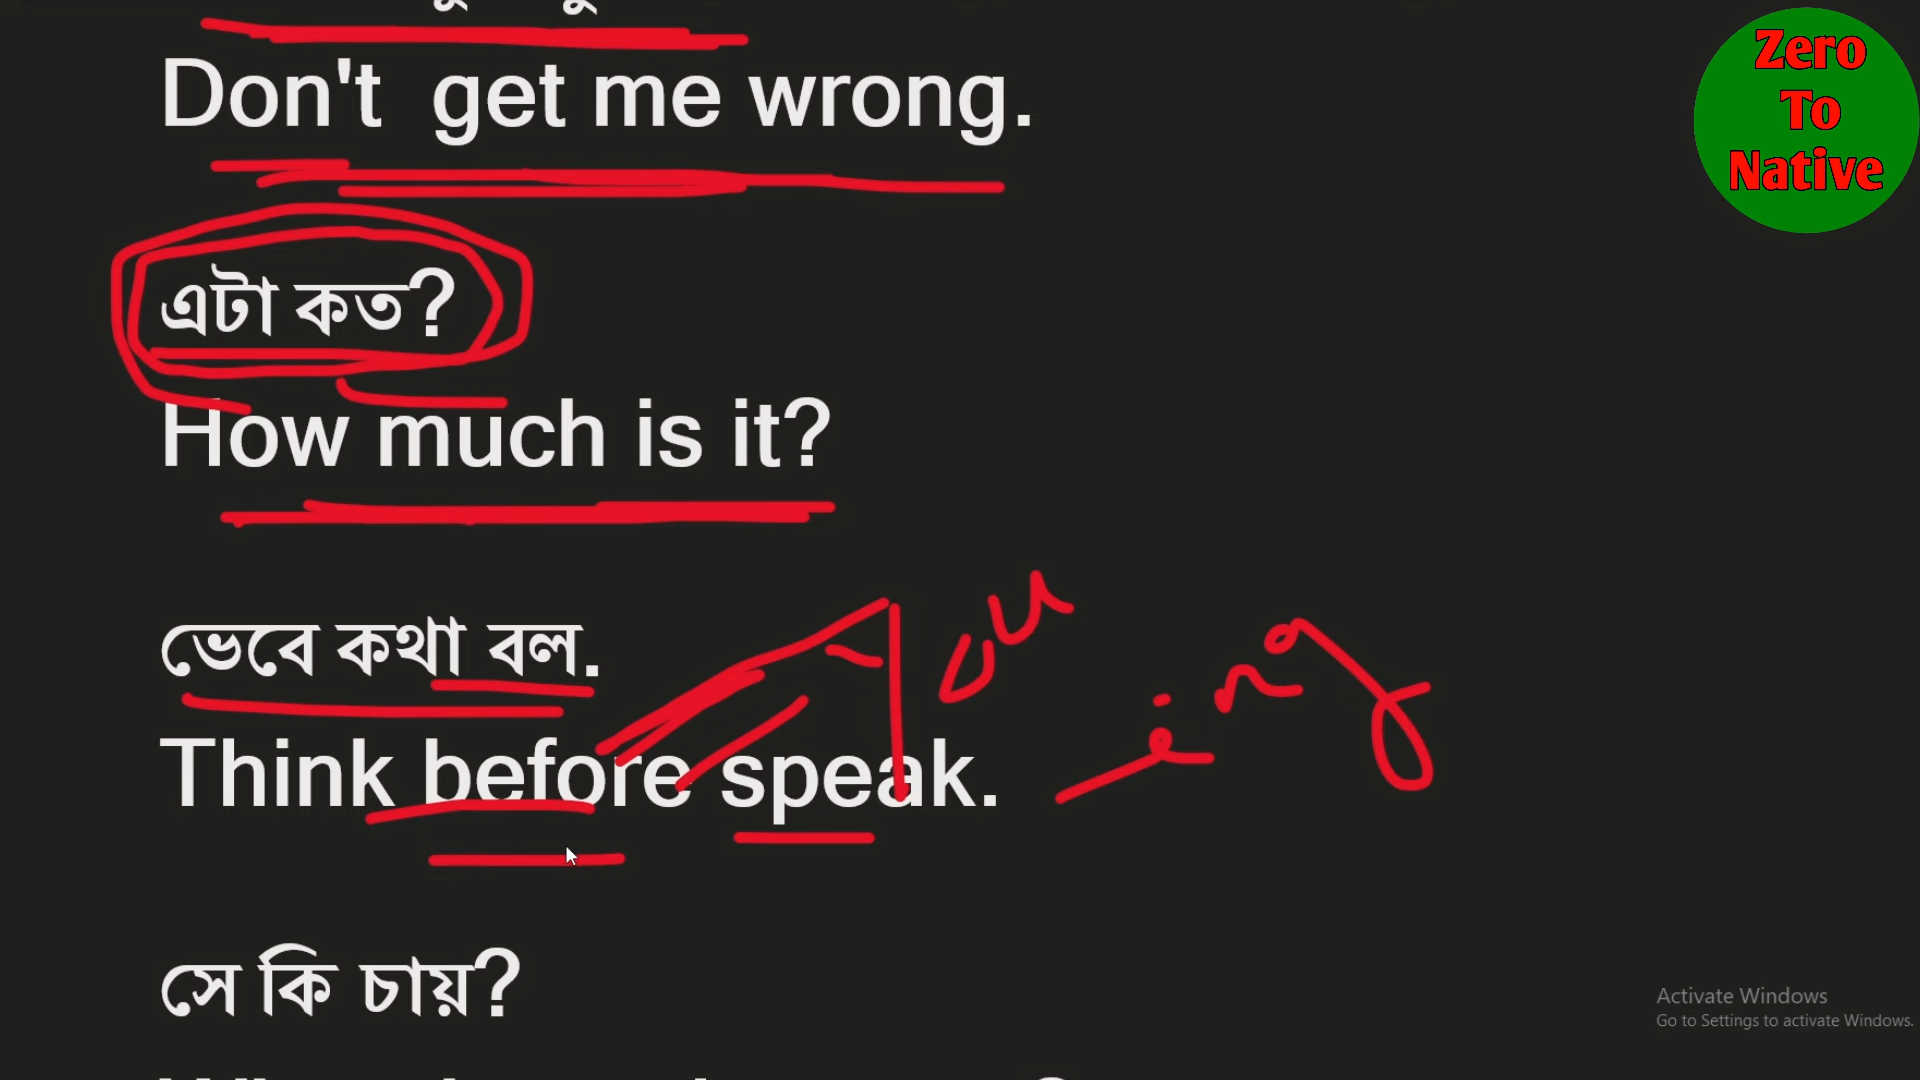 Zero
To
Native
Don't get me wrong.
এটা কত?
How much is it?
ভেবে কথা বল.
you
ing
Think before speak.
সে কি চায়?
Activate Windows
Go to Settings to activate Windows.